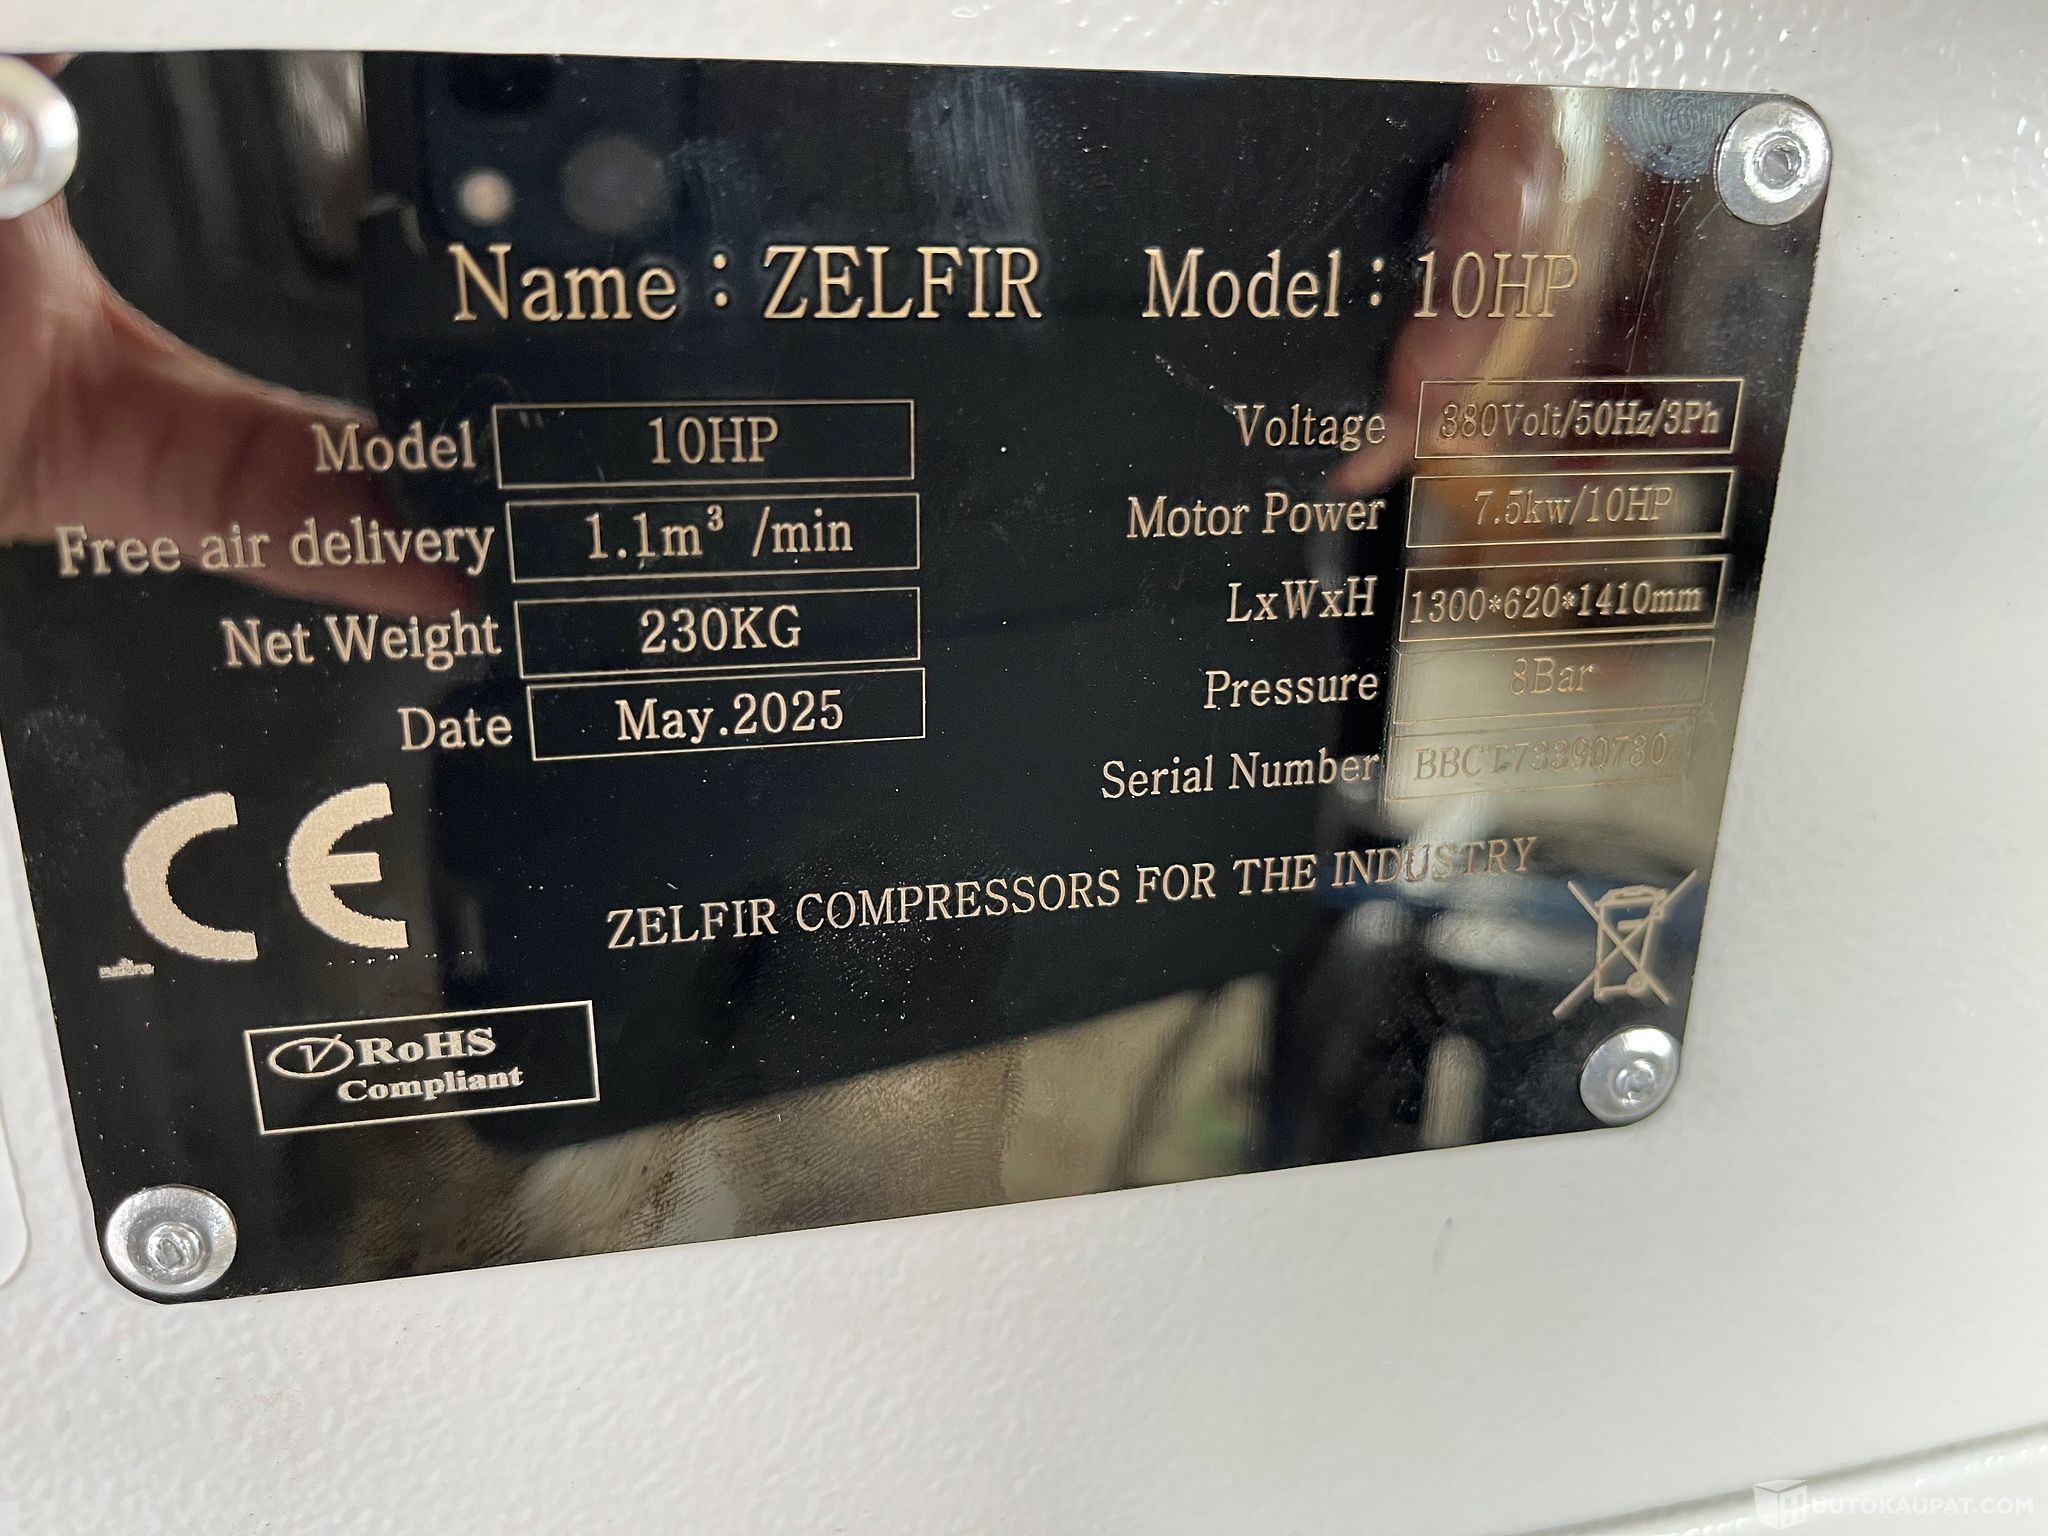 Name : ZELFIR Model : 10HP
Model 10HP
Free air delivery 1.1m³ /min
Net Weight 230KG
Date May.2025
Voltage 380Volt/50Hz/3Ph
Motor Power 7.5kw/10HP
LxWxH 1300*620*1410mm
Pressure 8Bar
Serial Number BBCT73390730
CE
ZELFIR COMPRESSORS FOR THE INDUSTRY
RoHS
Compliant
HUUTOKAUPAT.COM